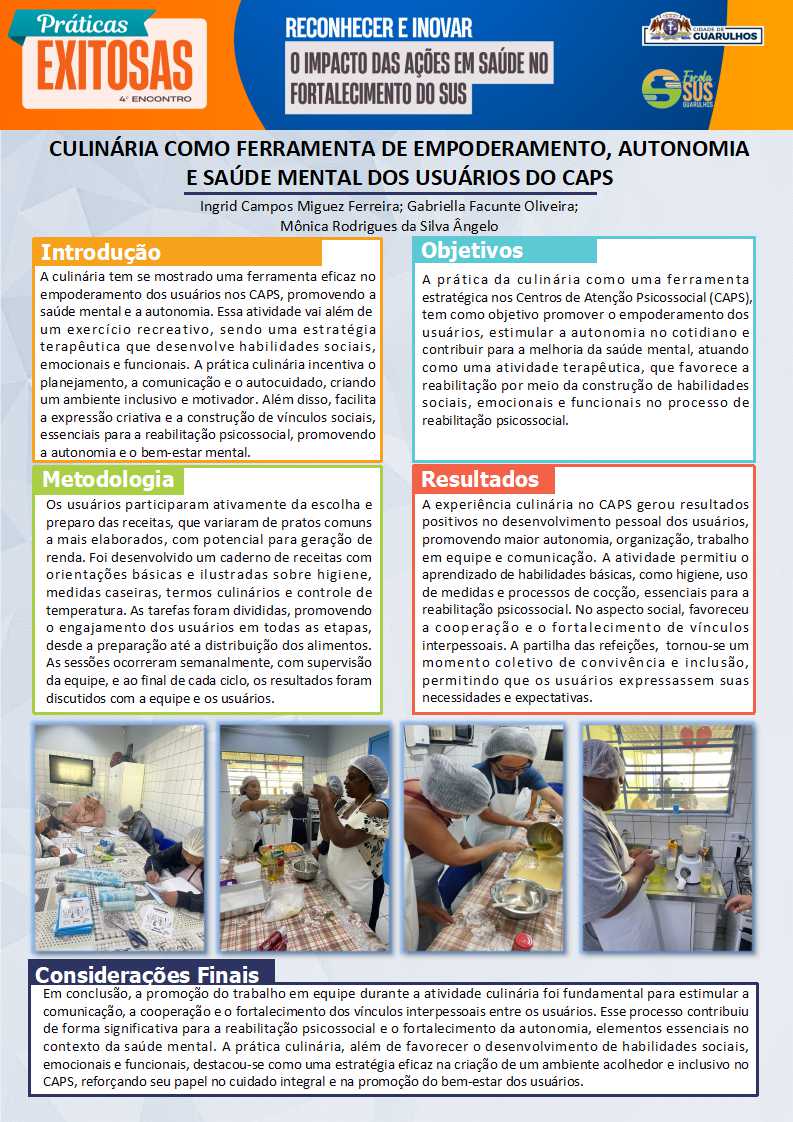 Práticas
EXITOSAS
4º ENCONTRO
RECONHECER E INOVAR
O IMPACTO DAS AÇÕES EM SAÚDE NO
FORTALECIMENTO DO SUS
CIDADE DE
GUARULHOS
Escola
SUS
GUARULHOS
CULINÁRIA COMO FERRAMENTA DE EMPODERAMENTO, AUTONOMIA
E SAÚDE MENTAL DOS USUÁRIOS DO CAPS
Ingrid Campos Miguez Ferreira; Gabriella Facunte Oliveira;
Mônica Rodrigues da Silva Ângelo
Introdução
A culinária tem se mostrado uma ferramenta eficaz no
empoderamento dos usuários nos CAPS, promovendo a
saúde mental e a autonomia. Essa atividade vai além de
um exercício recreativo, sendo uma estratégia
terapêutica que desenvolve habilidades sociais,
emocionais e funcionais. A prática culinária incentiva o
planejamento, a comunicação e o autocuidado, criando
um ambiente inclusivo e motivador. Além disso, facilita
a expressão criativa e a construção de vínculos sociais,
essenciais para a reabilitação psicossocial, promovendo
a autonomia e o bem-estar mental.
Objetivos
A prática da culinária como uma ferramenta
estratégica nos Centros de Atenção Psicossocial (CAPS),
tem como objetivo promover o empoderamento dos
usuários, estimular a autonomia no cotidiano e
contribuir para a melhoria da saúde mental, atuando
como uma atividade terapêutica, que favorece a
reabilitação por meio da construção de habilidades
sociais, emocionais e funcionais no processo de
reabilitação psicossocial.
Metodologia
Os usuários participaram ativamente da escolha e
preparo das receitas, que variaram de pratos comuns
a mais elaborados, com potencial para geração de
renda. Foi desenvolvido um caderno de receitas com
orientações básicas e ilustradas sobre higiene,
medidas caseiras, termos culinários e controle de
temperatura. As tarefas foram divididas, promovendo
o engajamento dos usuários em todas as etapas,
desde a preparação até a distribuição dos alimentos.
As sessões ocorreram semanalmente, com supervisão
da equipe, e ao final de cada ciclo, os resultados foram
discutidos com a equipe e os usuários.
Resultados
A experiência culinária no CAPS gerou resultados
positivos no desenvolvimento pessoal dos usuários,
promovendo maior autonomia, organização, trabalho
em equipe e comunicação. A atividade permitiu o
aprendizado de habilidades básicas, como higiene, uso
de medidas e processos de cocção, essenciais para a
reabilitação psicossocial. No aspecto social, favoreceu
a cooperação e o fortalecimento de vínculos
interpessoais. A partilha das refeições, tornou-se um
momento coletivo de convivência e inclusão,
permitindo que os usuários expressassem suas
necessidades e expectativas.
Considerações Finais
Em conclusão, a promoção do trabalho em equipe durante a atividade culinária foi fundamental para estimular a
comunicação, a cooperação e o fortalecimento dos vínculos interpessoais entre os usuários. Esse processo contribuiu
de forma significativa para a reabilitação psicossocial e o fortalecimento da autonomia, elementos essenciais no
contexto da saúde mental. A prática culinária, além de favorecer o desenvolvimento de habilidades sociais,
emocionais e funcionais, destacou-se como uma estratégia eficaz na criação de um ambiente acolhedor e inclusivo no
CAPS, reforçando seu papel no cuidado integral e na promoção do bem-estar dos usuários.